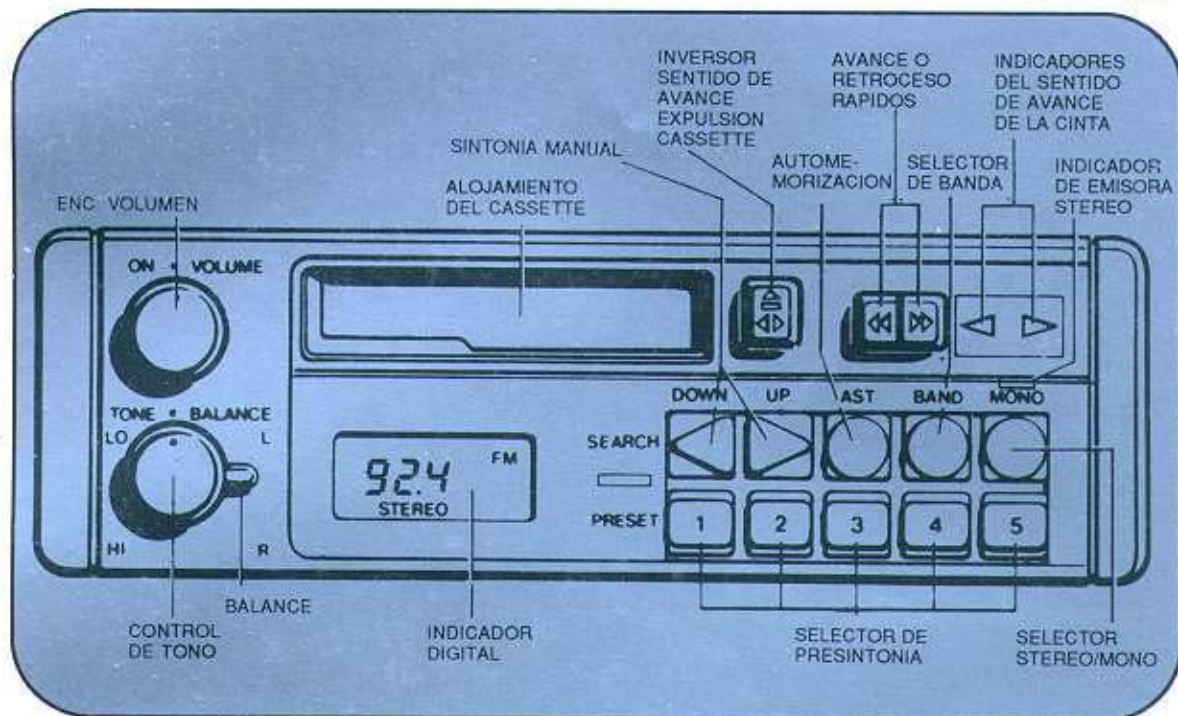 INVERSOR
SENTIDO DE
AVANCE
EXPULSION
CASSETTE
AVANCE O
RETROCESO
RAPIDOS
INDICADORES
DEL SENTIDO
DE AVANCE
DE LA CINTA
SINTONIA MANUAL
AUTOME-
MORIZACION
SELECTOR
DE BANDA
INDICADOR
DE EMISORA
STEREO
ENC VOLUMEN
ALOJAMIENTO
DEL CASSETTE
ON • VOLUME
TONE • BALANCE
LO L
HI R
92.4 FM
STEREO
DOWN UP AST BAND MONO
SEARCH
PRESET 1 2 3 4 5
BALANCE
CONTROL
DE TONO
INDICADOR
DIGITAL
SELECTOR DE
PRESINTONIA
SELECTOR
STEREO/MONO